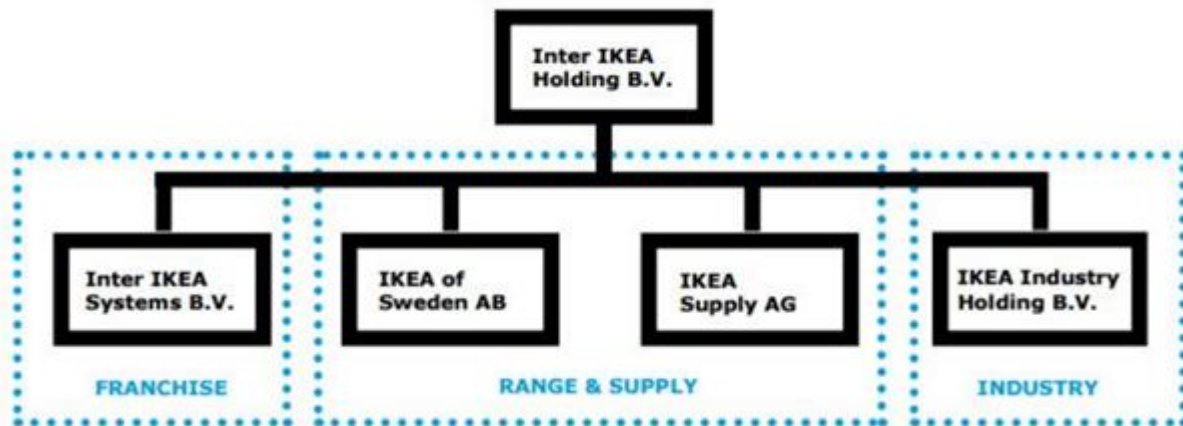 Inter IKEA
Holding B.V.
Inter IKEA
Systems B.V.
IKEA of
Sweden AB
IKEA
Supply AG
IKEA Industry
Holding B.V.
FRANCHISE
RANGE & SUPPLY
INDUSTRY